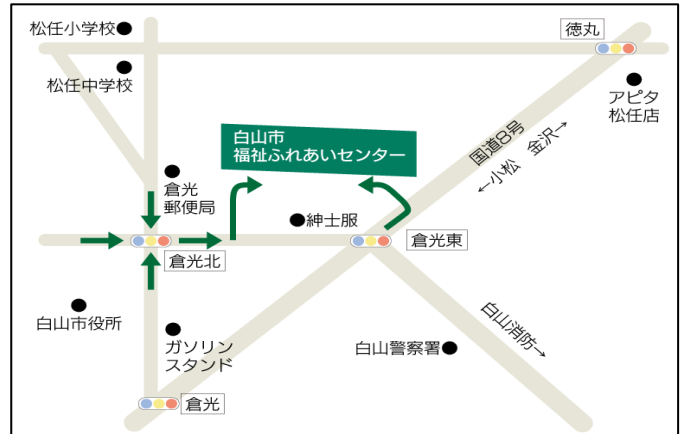 松任小学校
徳丸
松任中学校
アピタ
松任店
白山市
福祉ふれあいセンター
国道8号
←小松 金沢→
倉光
郵便局
紳士服
倉光北
倉光東
白山市役所
ガソリン
スタンド
白山警察署
白山消防→
倉光